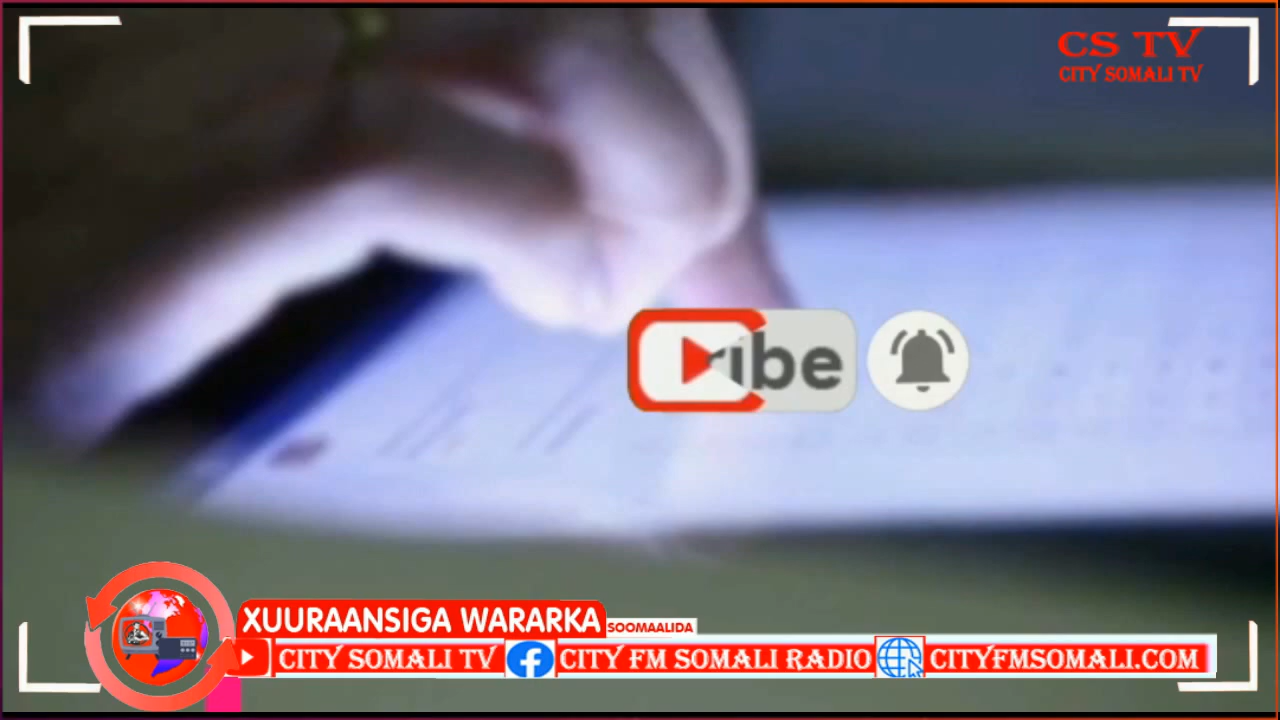 CS TV
CITY SOMALI TV
ribe
XUURAANSIGA WARARKA
SOOMAALIDA
CITY SOMALI TV CITY FM SOMALI RADIO CITYFMSOMALI.COM